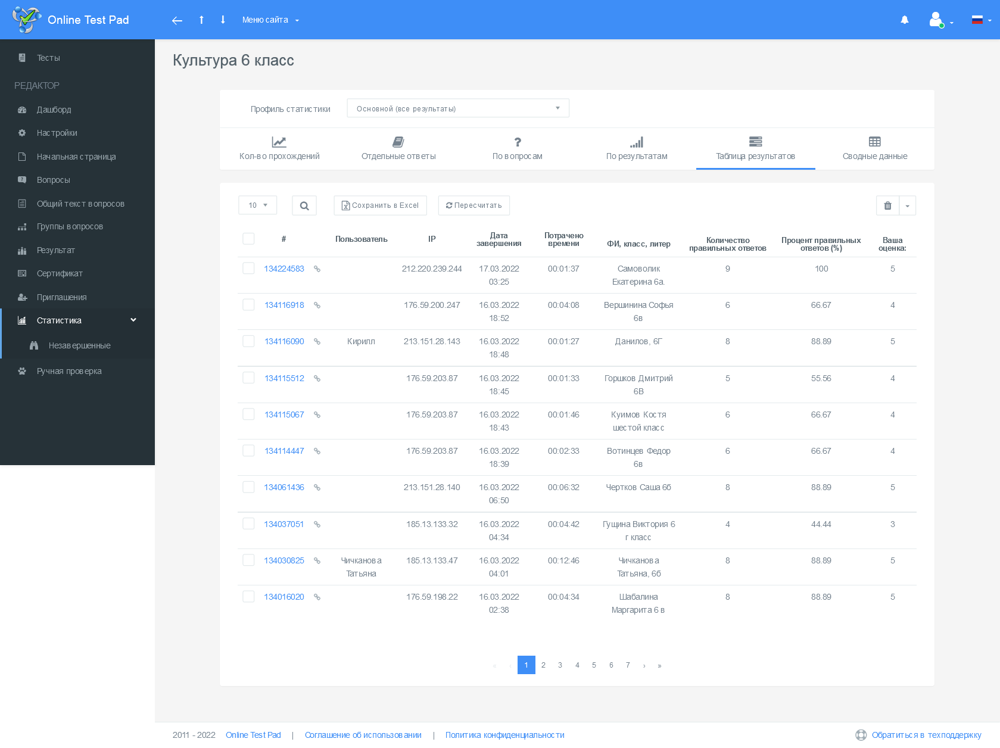 Online Test Pad
Меню сайта
Тесты
РЕДАКТОР
Дашборд
Настройки
Начальная страница
Вопросы
Общий текст вопросов
Группы вопросов
Результат
Сертификат
Приглашения
Статистика
Незавершенные
Ручная проверка
Культура 6 класс
Профиль статистики Основной (все результаты)
Кол-во прохождений Отдельные ответы По вопросам По результатам Таблица результатов Сводные данные
10 Сохранить в Excel Пересчитать
# Пользователь IP Дата завершения Потрачено времени ФИ, класс, литер Количество правильных ответов Процент правильных ответов (%) Ваша оценка:
134224583 212.220.239.244 17.03.2022 00:01:37 Самоволик 9 100 5
03:25 Екатерина 6а.
134116918 176.59.200.247 16.03.2022 00:04:08 Вершинина Софья 6 66.67 4
18:52 6в
134116090 Кирилл 213.151.28.143 16.03.2022 00:01:27 Данилов, 6Г 8 88.89 5
18:48
134115512 176.59.203.87 16.03.2022 00:01:33 Горшков Дмитрий 5 55.56 4
18:45 6В
134115067 176.59.203.87 16.03.2022 00:01:46 Куимов Костя 6 66.67 4
18:43 шестой класс
134114447 176.59.203.87 16.03.2022 00:02:33 Вотинцев Федор 6 66.67 4
18:39 6в
134061436 213.151.28.140 16.03.2022 00:06:32 Чертков Саша 6б 8 88.89 5
06:50
134037051 185.13.133.32 16.03.2022 00:04:42 Гущина Виктория 6 4 44.44 3
04:34 г класс
134030825 Чичканова 185.13.133.47 16.03.2022 00:12:46 Чичканова 8 88.89 5
Татьяна 04:01 Татьяна, 6б
134016020 176.59.198.22 16.03.2022 00:04:34 Шабалина 8 88.89 5
02:38 Маргарита 6 в
« ‹ 1 2 3 4 5 6 7 › »
2011 - 2022 Online Test Pad | Соглашение об использовании | Политика конфиденциальности Обратиться в техподдержку